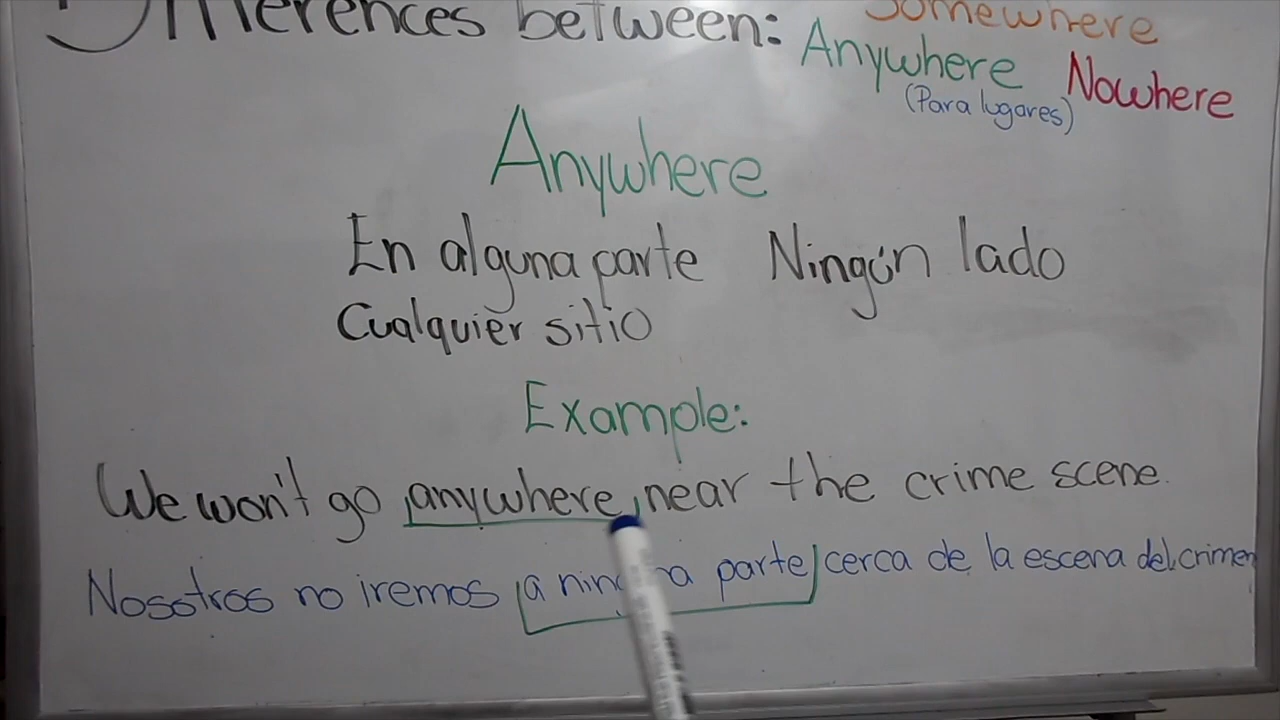 Differences between: Somewhere
Anywhere Nowhere
(Para lugares)
Anywhere
En alguna parte Ningún lado
Cualquier sitio
Example:
We won't go anywhere near the crime scene.
Nosotros no iremos a parte cerca de la escena del crimen